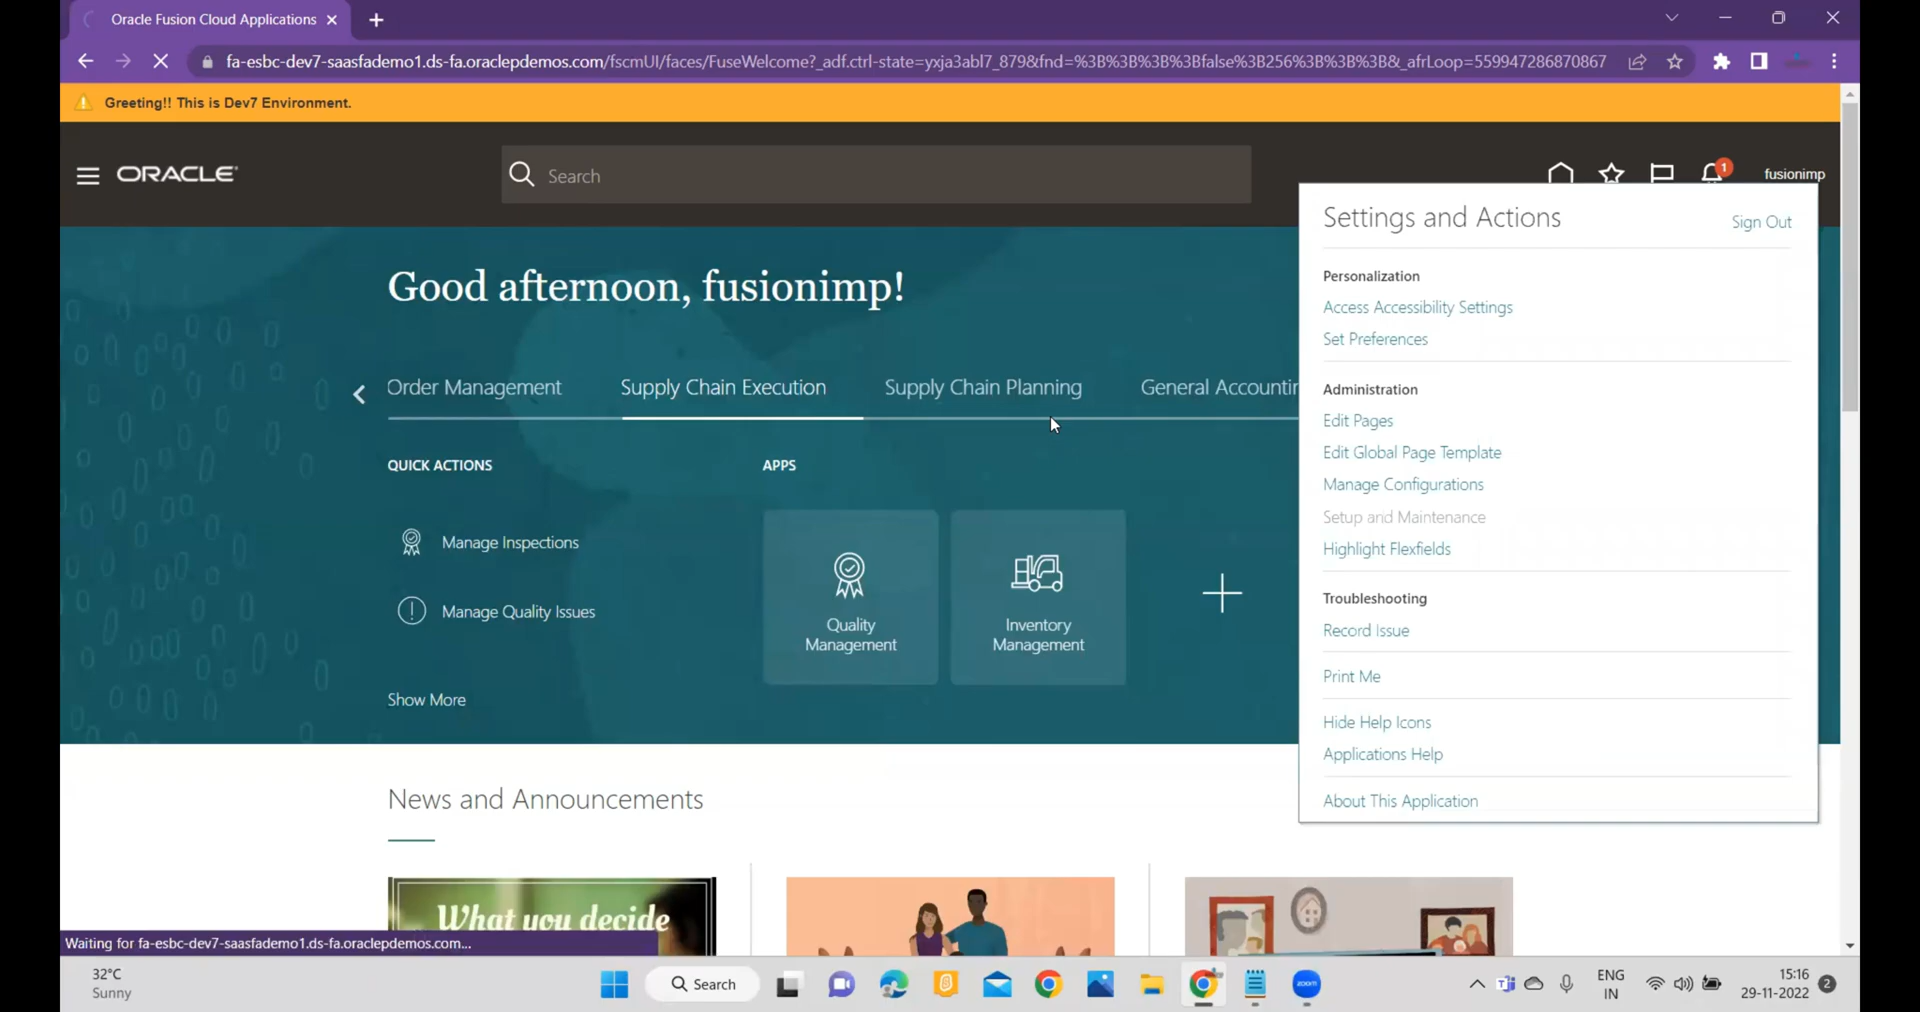 Oracle Fusion Cloud Applications
fa-esbc-dev7-saasfademo1.ds-fa.oraclepdemos.com/fscmUI/faces/FuseWelcome?_adf.ctrl-state=yxja3abl7_879&fnd=%3B%3B%3B%3Bfalse%3B256%3B%3B%3B&_afrLoop=559947286870867
Greeting!! This is Dev7 Environment.
ORACLE
Search
1
fusionimp
Settings and Actions
Sign Out
Personalization
Access Accessibility Settings
Set Preferences
Administration
Edit Pages
Edit Global Page Template
Manage Configurations
Setup and Maintenance
Highlight Flexfields
Troubleshooting
Record Issue
Print Me
Hide Help Icons
Applications Help
About This Application
Good afternoon, fusionimp!
Order Management
Supply Chain Execution
Supply Chain Planning
General Accountin
QUICK ACTIONS
APPS
Manage Inspections
Manage Quality Issues
Show More
Quality
Management
Inventory
Management
News and Announcements
What you decide
Waiting for fa-esbc-dev7-saasfademo1.ds-fa.oraclepdemos.com...
32°C
Sunny
Search
zoom
ENG
IN
15:16
29-11-2022
2